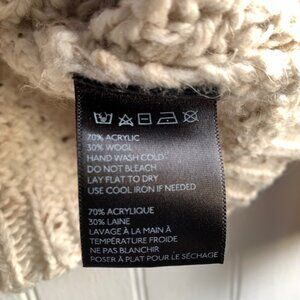 70% ACRYLIC
30% WOOL
HAND WASH COLD
DO NOT BLEACH
LAY FLAT TO DRY
USE COOL IRON IF NEEDED
70% ACRYLIQUE
30% LAINE
LAVAGE À LA MAIN À
TEMPÉRATURE FROIDE
NE PAS BLANCHIR
POSER À PLAT POUR LE SÉCHAGE